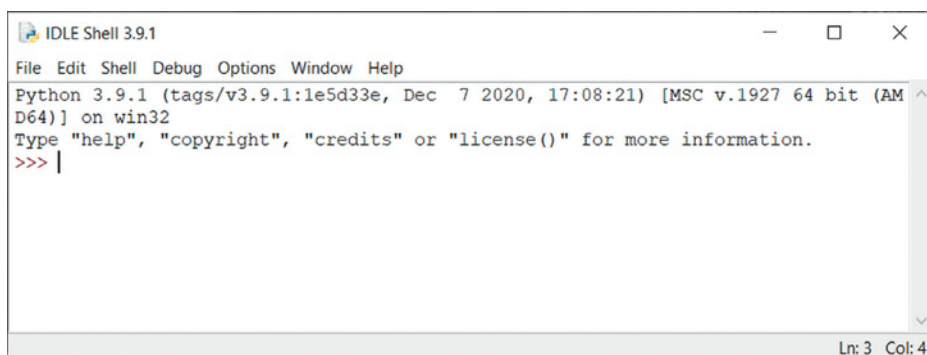 IDLE Shell 3.9.1
File Edit Shell Debug Options Window Help
Python 3.9.1 (tags/v3.9.1:1e5d33e, Dec  7 2020, 17:08:21) [MSC v.1927 64 bit (AM
D64)] on win32
Type "help", "copyright", "credits" or "license()" for more information.
>>>
Ln: 3 Col: 4